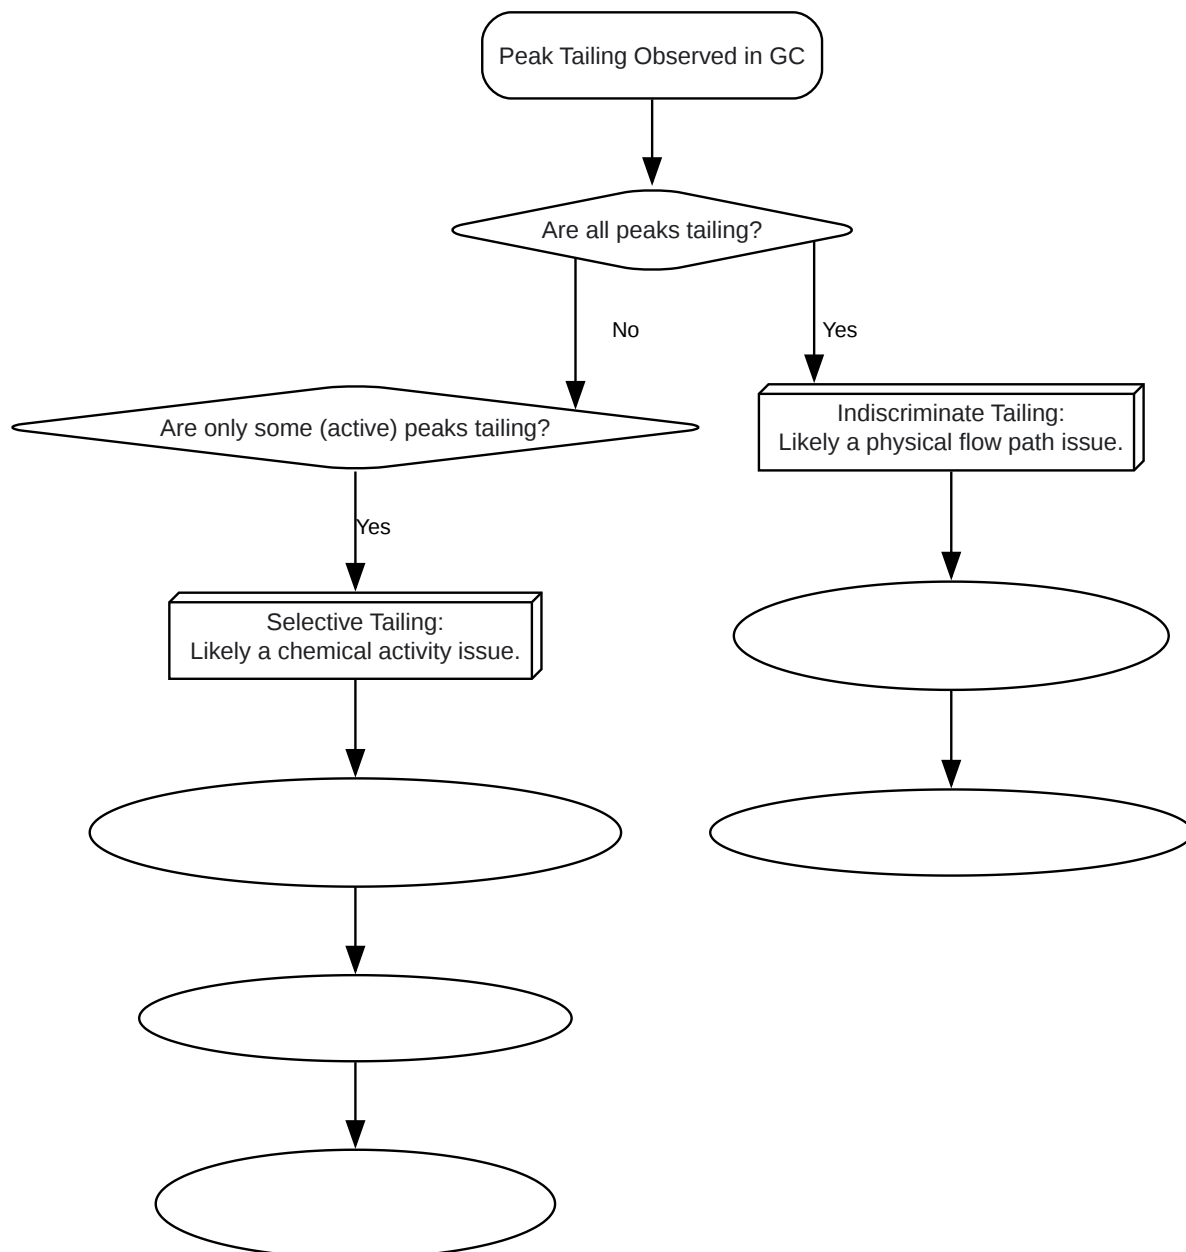 Peak Tailing Observed in GC
Are all peaks tailing?
No
Yes
Indiscriminate Tailing:
Likely a physical flow path issue.
Are only some (active) peaks tailing?
Yes
Selective Tailing:
Likely a chemical activity issue.